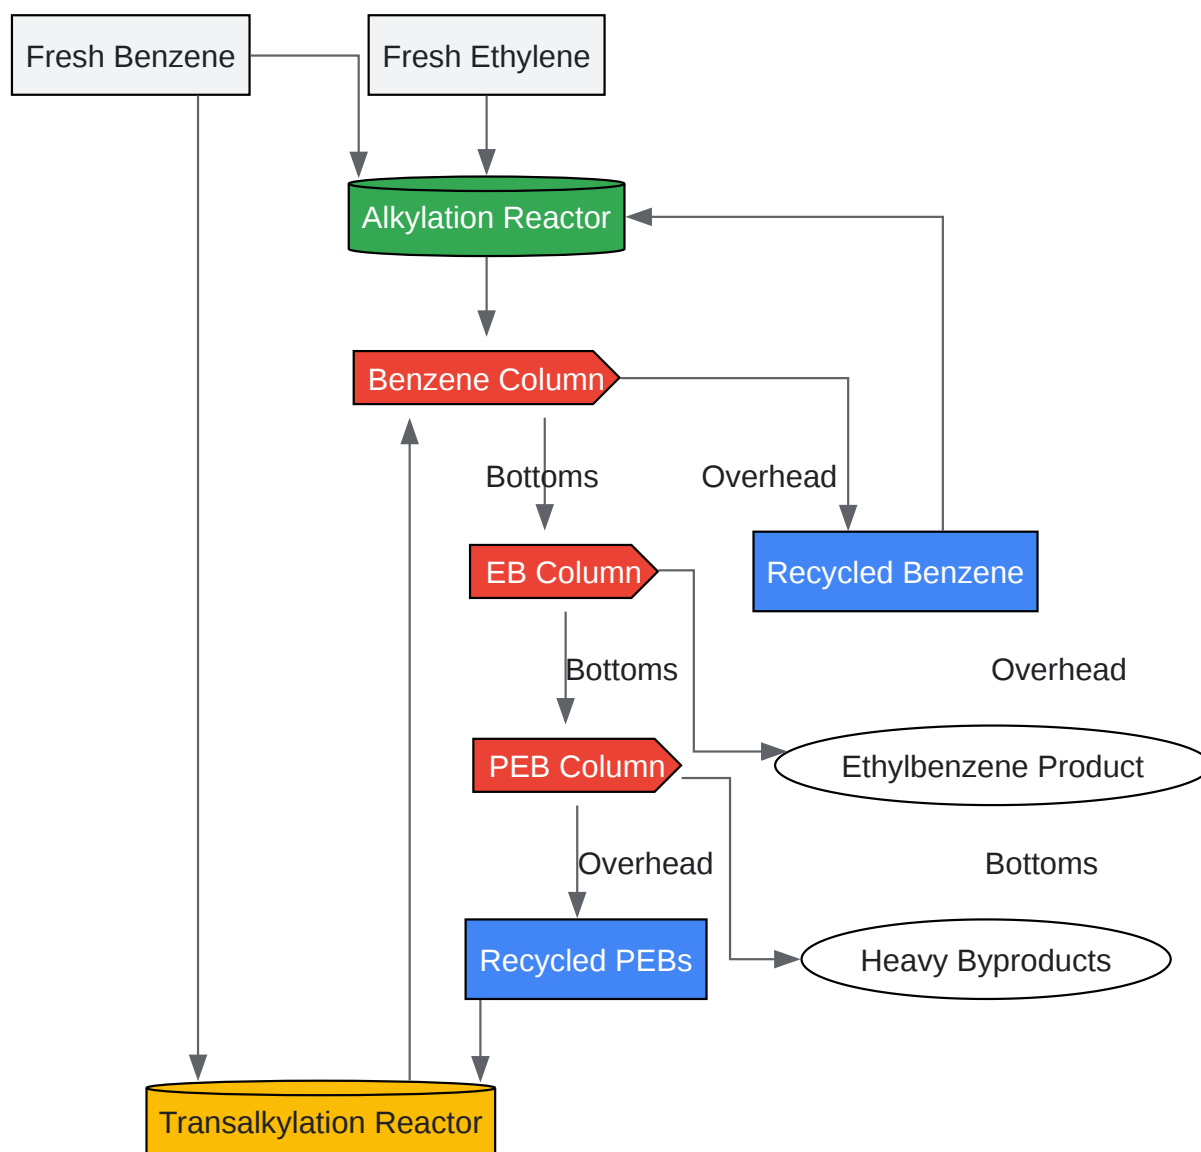 Fresh Benzene
Fresh Ethylene
Alkylation Reactor
Benzene Column
Bottoms
Overhead
EB Column
Recycled Benzene
Bottoms
Overhead
PEB Column
Ethylbenzene Product
Overhead
Bottoms
Recycled PEBs
Heavy Byproducts
Transalkylation Reactor